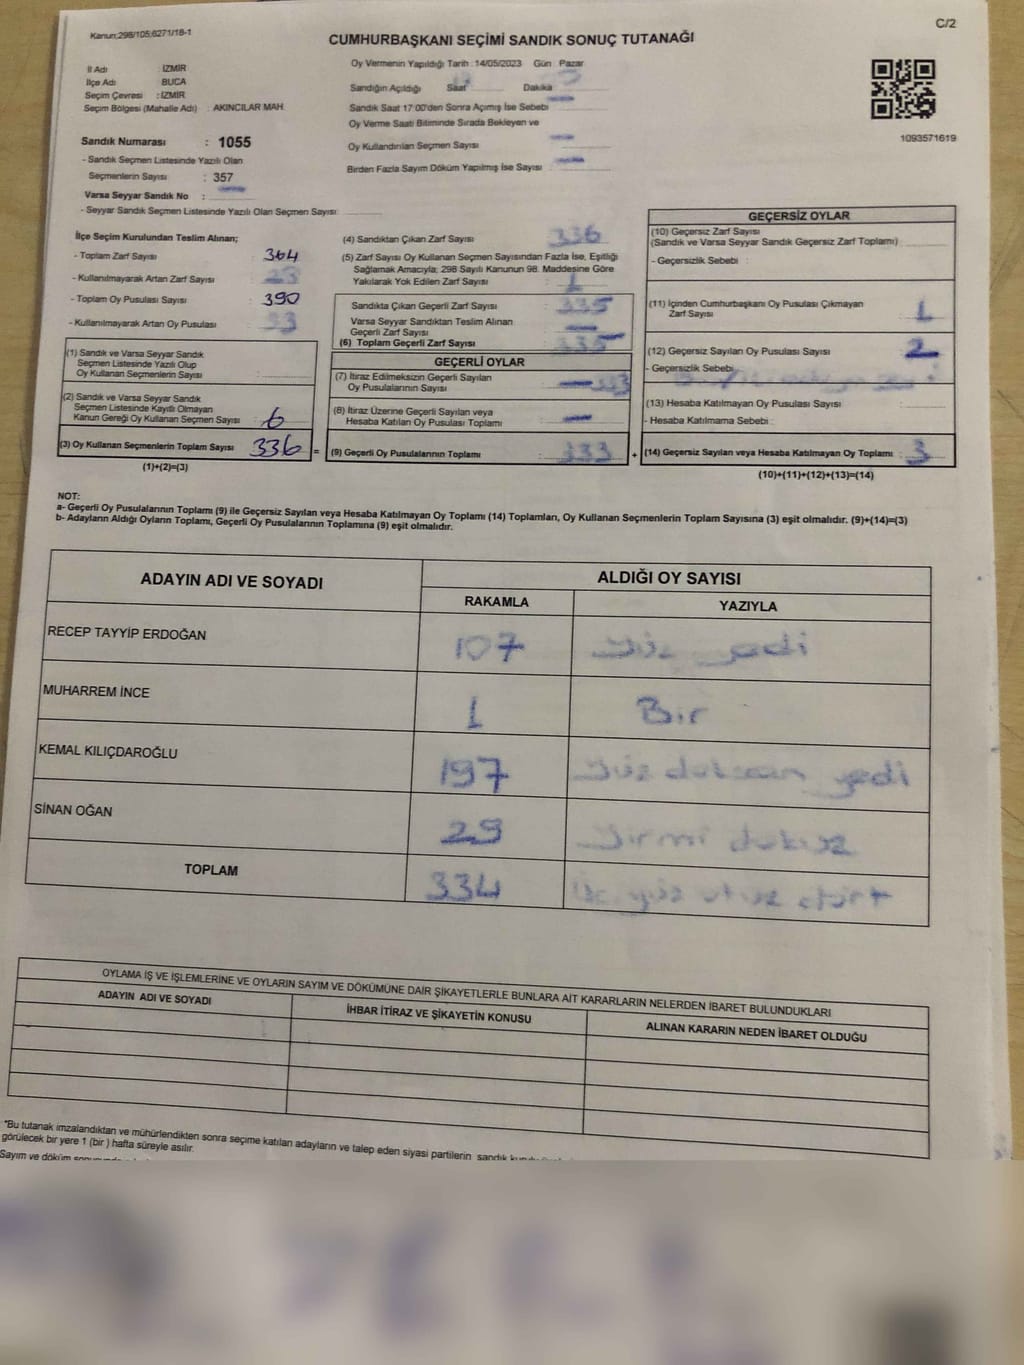 Kanun;298/105;6271/18-1
C/2
CUMHURBAŞKANI SEÇİMİ SANDIK SONUÇ TUTANAĞI
İl Adı : İZMİR
İlçe Adı : BUCA
Seçim Çevresi : İZMİR
Seçim Bölgesi (Mahalle Adı) : AKINCILAR MAH.
Sandık Numarası : 1055
- Sandık Seçmen Listesinde Yazılı Olan
Seçmenlerin Sayısı : 357
Varsa Seyyar Sandık No :
- Seyyar Sandık Seçmen Listesinde Yazılı Olan Seçmen Sayısı:
Oy Vermenin Yapıldığı Tarih : 14/05/2023 Gün : Pazar
Sandığın Açıldığı Saat Dakika
Sandık Saat 17:00'den Sonra Açımış İse Sebebi
Oy Verme Saati Bitiminde Sırada Bekleyen ve
Oy Kullandırılan Seçmen Sayısı
Birden Fazla Sayım Döküm Yapılmış İse Sayısı
1093571619
İlçe Seçim Kurulundan Teslim Alınan;
- Toplam Zarf Sayısı : 364
- Kullanılmayarak Artan Zarf Sayısı :
- Toplam Oy Pusulası Sayısı : 390
- Kullanılmayarak Artan Oy Pusulası :
(1) Sandık ve Varsa Seyyar Sandık
Seçmen Listesinde Yazılı Olup
Oy Kullanan Seçmenlerin Sayısı :
(2) Sandık ve Varsa Seyyar Sandık
Seçmen Listesinde Kayıtlı Olmayan
Kanun Gereği Oy Kullanan Seçmen Sayısı : 6
(3) Oy Kullanan Seçmenlerin Toplam Sayısı 336 =
(1)+(2)=(3)
(4) Sandıktan Çıkan Zarf Sayısı : 336
(5) Zarf Sayısı Oy Kullanan Seçmen Sayısından Fazla İse, Eşitliği
Sağlamak Amacıyla; 298 Sayılı Kanunun 98. Maddesine Göre
Yakılarak Yok Edilen Zarf Sayısı : 1
Sandıkta Çıkan Geçerli Zarf Sayısı : 335
Varsa Seyyar Sandıktan Teslim Alınan
Geçerli Zarf Sayısı :
(6) Toplam Geçerli Zarf Sayısı : 335
GEÇERLİ OYLAR
(7) İtiraz Edilmeksizin Geçerli Sayılan
Oy Pusulalarının Sayısı : 333
(8) İtiraz Üzerine Geçerli Sayılan veya
Hesaba Katılan Oy Pusulası Toplamı :
(9) Geçerli Oy Pusulalarının Toplamı : 333 +
GEÇERSİZ OYLAR
(10) Geçersiz Zarf Sayısı
(Sandık ve Varsa Seyyar Sandık Geçersiz Zarf Toplamı) :
- Geçersizlik Sebebi :
(11) İçinden Cumhurbaşkanı Oy Pusulası Çıkmayan
Zarf Sayısı : 1
(12) Geçersiz Sayılan Oy Pusulası Sayısı : 2
- Geçersizlik Sebebi
(13) Hesaba Katılmayan Oy Pusulası Sayısı :
- Hesaba Katılmama Sebebi :
(14) Geçersiz Sayılan veya Hesaba Katılmayan Oy Toplamı : 3
(10)+(11)+(12)+(13)=(14)
NOT:
a- Geçerli Oy Pusulalarının Toplamı (9) ile Geçersiz Sayılan veya Hesaba Katılmayan Oy Toplamı (14) Toplamları, Oy Kullanan Seçmenlerin Toplam Sayısına (3) eşit olmalıdır. (9)+(14)=(3)
b- Adayların Aldığı Oyların Toplamı, Geçerli Oy Pusulalarının Toplamına (9) eşit olmalıdır.
ADAYIN ADI VE SOYADI ALDIĞI OY SAYISI
RAKAMLA YAZIYLA
RECEP TAYYİP ERDOĞAN 107 Yüz yedi
MUHARREM İNCE 1 Bir
KEMAL KILIÇDAROĞLU 197 Yüz doksan yedi
SİNAN OĞAN 29 Yirmi dokuz
TOPLAM 334 üç yüz otuz dört
OYLAMA İŞ VE İŞLEMLERİNE VE OYLARIN SAYIM VE DÖKÜMÜNE DAİR ŞİKAYETLERLE BUNLARA AİT KARARLARIN NELERDEN İBARET BULUNDUKLARI
ADAYIN ADI VE SOYADI İHBAR İTİRAZ VE ŞİKAYETİN KONUSU ALINAN KARARIN NEDEN İBARET OLDUĞU
"Bu tutanak imzalandıktan ve mühürlendikten sonra seçime katılan adayların ve talep eden siyasi partilerin sandık
görülecek bir yere 1 (bir ) hafta süreyle asılır.
Sayım ve döküm